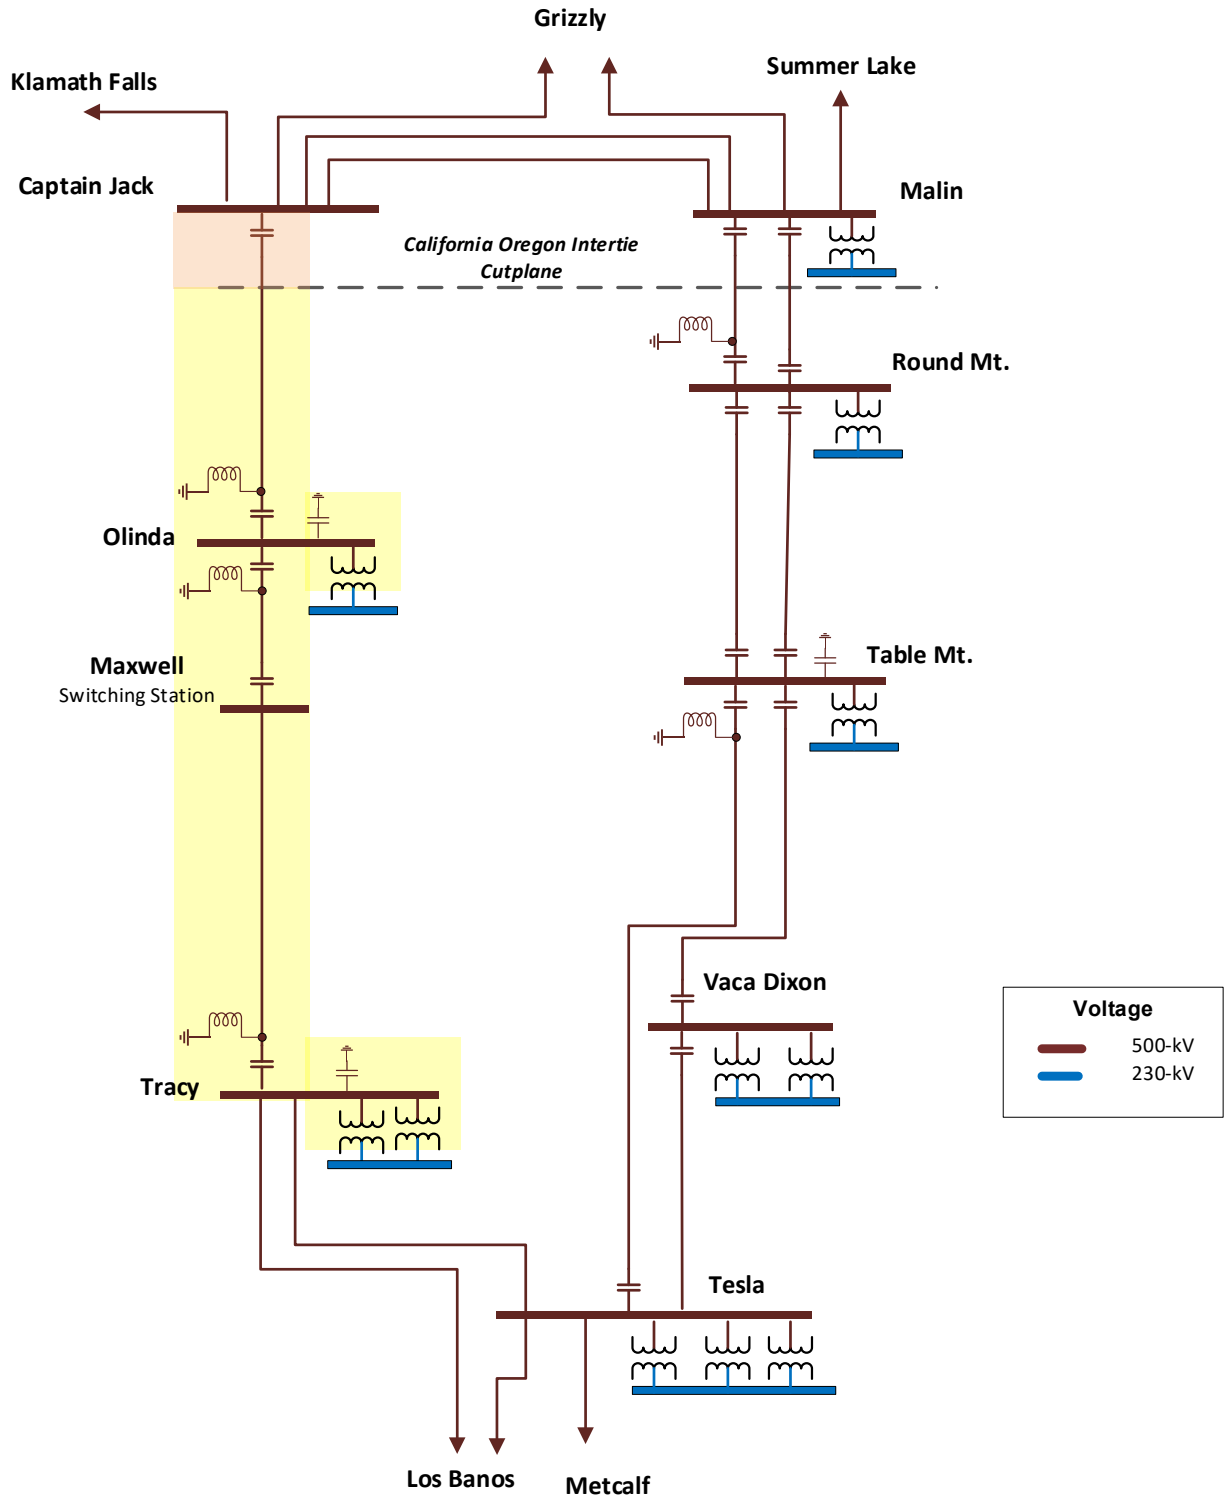 Grizzly
Klamath Falls
Summer Lake
Captain Jack
Malin
California Oregon Intertie
Cutplane
Round Mt.
Olinda
Maxwell
Switching Station
Table Mt.
Vaca Dixon
Voltage
500-kV
230-kV
Tracy
Tesla
Los Banos
Metcalf